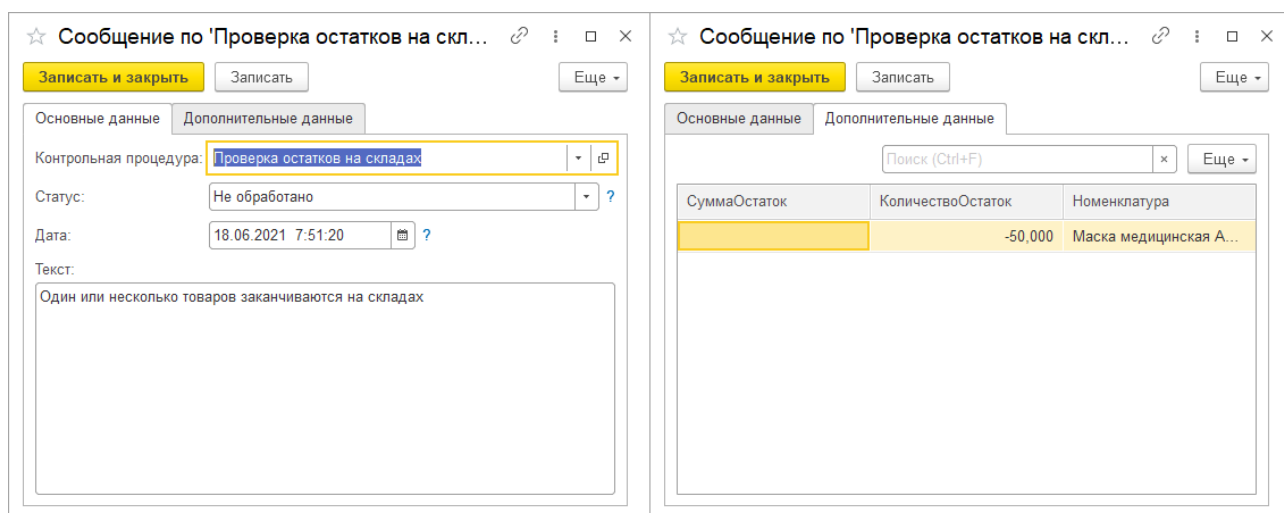 Сообщение по 'Проверка остатков на скл...
Записать и закрыть
Записать
Еще
Основные данные
Дополнительные данные
Контрольная процедура:
Проверка остатков на складах
Статус:
Не обработано
?
Дата:
18.06.2021 7:51:20
?
Текст:
Один или несколько товаров заканчиваются на складах
Сообщение по 'Проверка остатков на скл...
Записать и закрыть
Записать
Еще
Основные данные
Дополнительные данные
Поиск (Ctrl+F)
Еще
СуммаОстаток
КоличествоОстаток
Номенклатура
-50,000
Маска медицинская А...